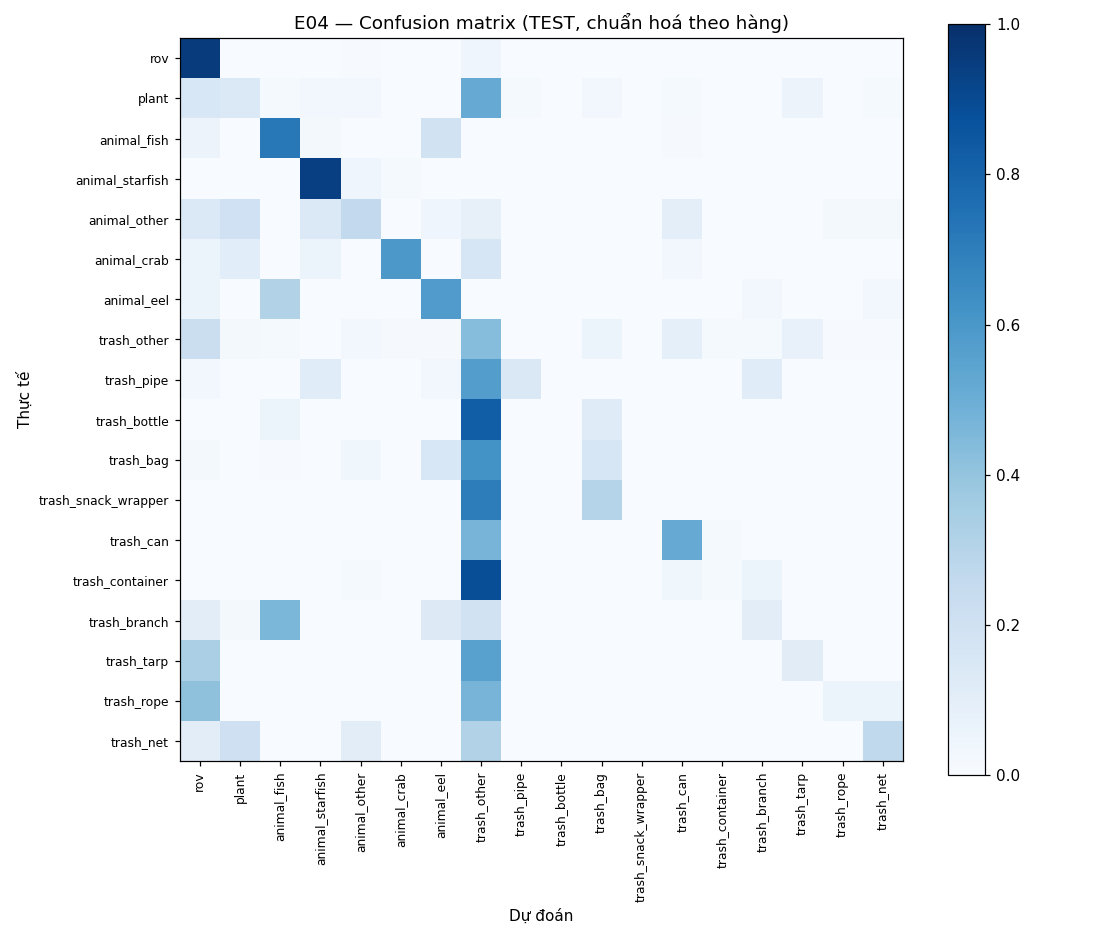 E04 — Confusion matrix (TEST, chuẩn hoá theo hàng)
rov
plant
animal_fish
animal_starfish
animal_other
animal_crab
animal_eel
trash_other
trash_pipe
trash_bottle
trash_bag
trash_snack_wrapper
trash_can
trash_container
trash_branch
trash_tarp
trash_rope
trash_net
Thực tế
rov
plant
animal_fish
animal_starfish
animal_other
animal_crab
animal_eel
trash_other
trash_pipe
trash_bottle
trash_bag
trash_snack_wrapper
trash_can
trash_container
trash_branch
trash_tarp
trash_rope
trash_net
Dự đoán
1.0
0.8
0.6
0.4
0.2
0.0